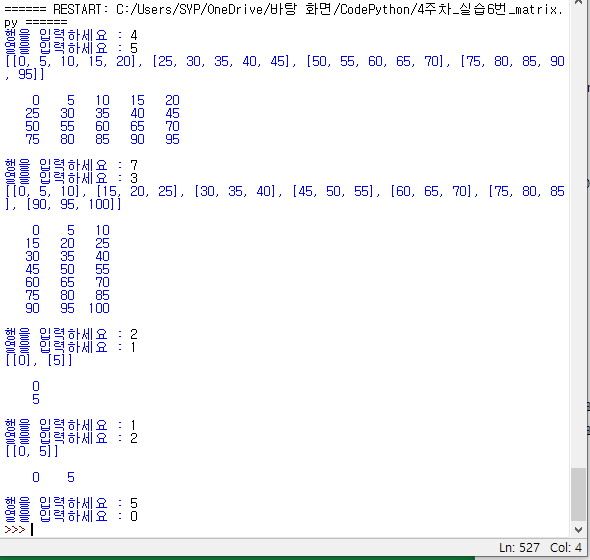 ====== RESTART: C:/Users/SYP/OneDrive/바탕 화면/CodePython/4주차_실습6번_matrix.
py ======
행을 입력하세요 : 4
열을 입력하세요 : 5
[[0, 5, 10, 15, 20], [25, 30, 35, 40, 45], [50, 55, 60, 65, 70], [75, 80, 85, 90
, 95]]
0 5 10 15 20
25 30 35 40 45
50 55 60 65 70
75 80 85 90 95
행을 입력하세요 : 7
열을 입력하세요 : 3
[[0, 5, 10], [15, 20, 25], [30, 35, 40], [45, 50, 55], [60, 65, 70], [75, 80, 85
], [90, 95, 100]]
0 5 10
15 20 25
30 35 40
45 50 55
60 65 70
75 80 85
90 95 100
행을 입력하세요 : 2
열을 입력하세요 : 1
[[0], [5]]
0
5
행을 입력하세요 : 1
열을 입력하세요 : 2
[[0, 5]]
0 5
행을 입력하세요 : 5
열을 입력하세요 : 0
>>>
Ln: 527 Col: 4